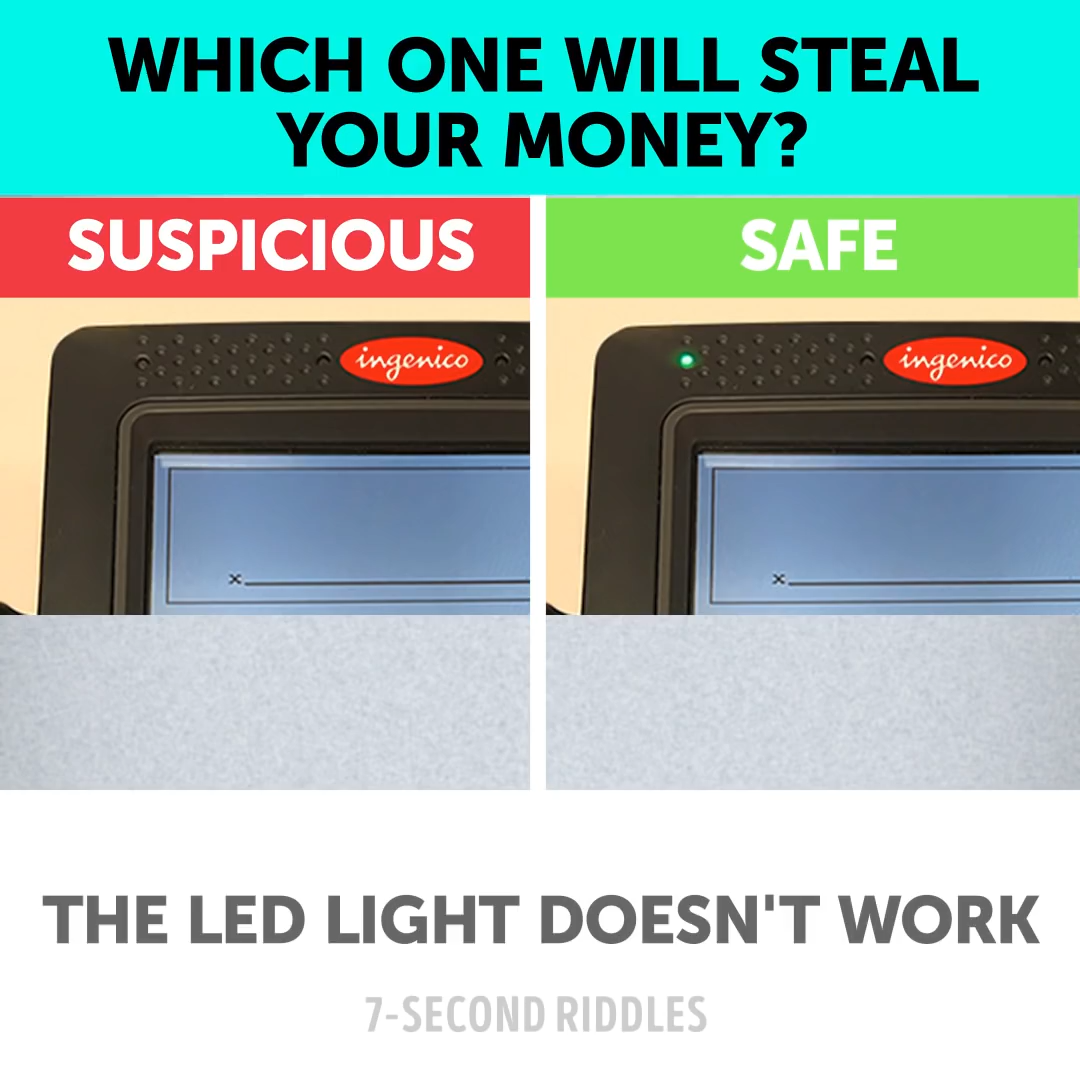 WHICH ONE WILL STEAL
YOUR MONEY?
SUSPICIOUS
SAFE
ingenico
ingenico
x
x
THE LED LIGHT DOESN'T WORK
7-SECOND RIDDLES